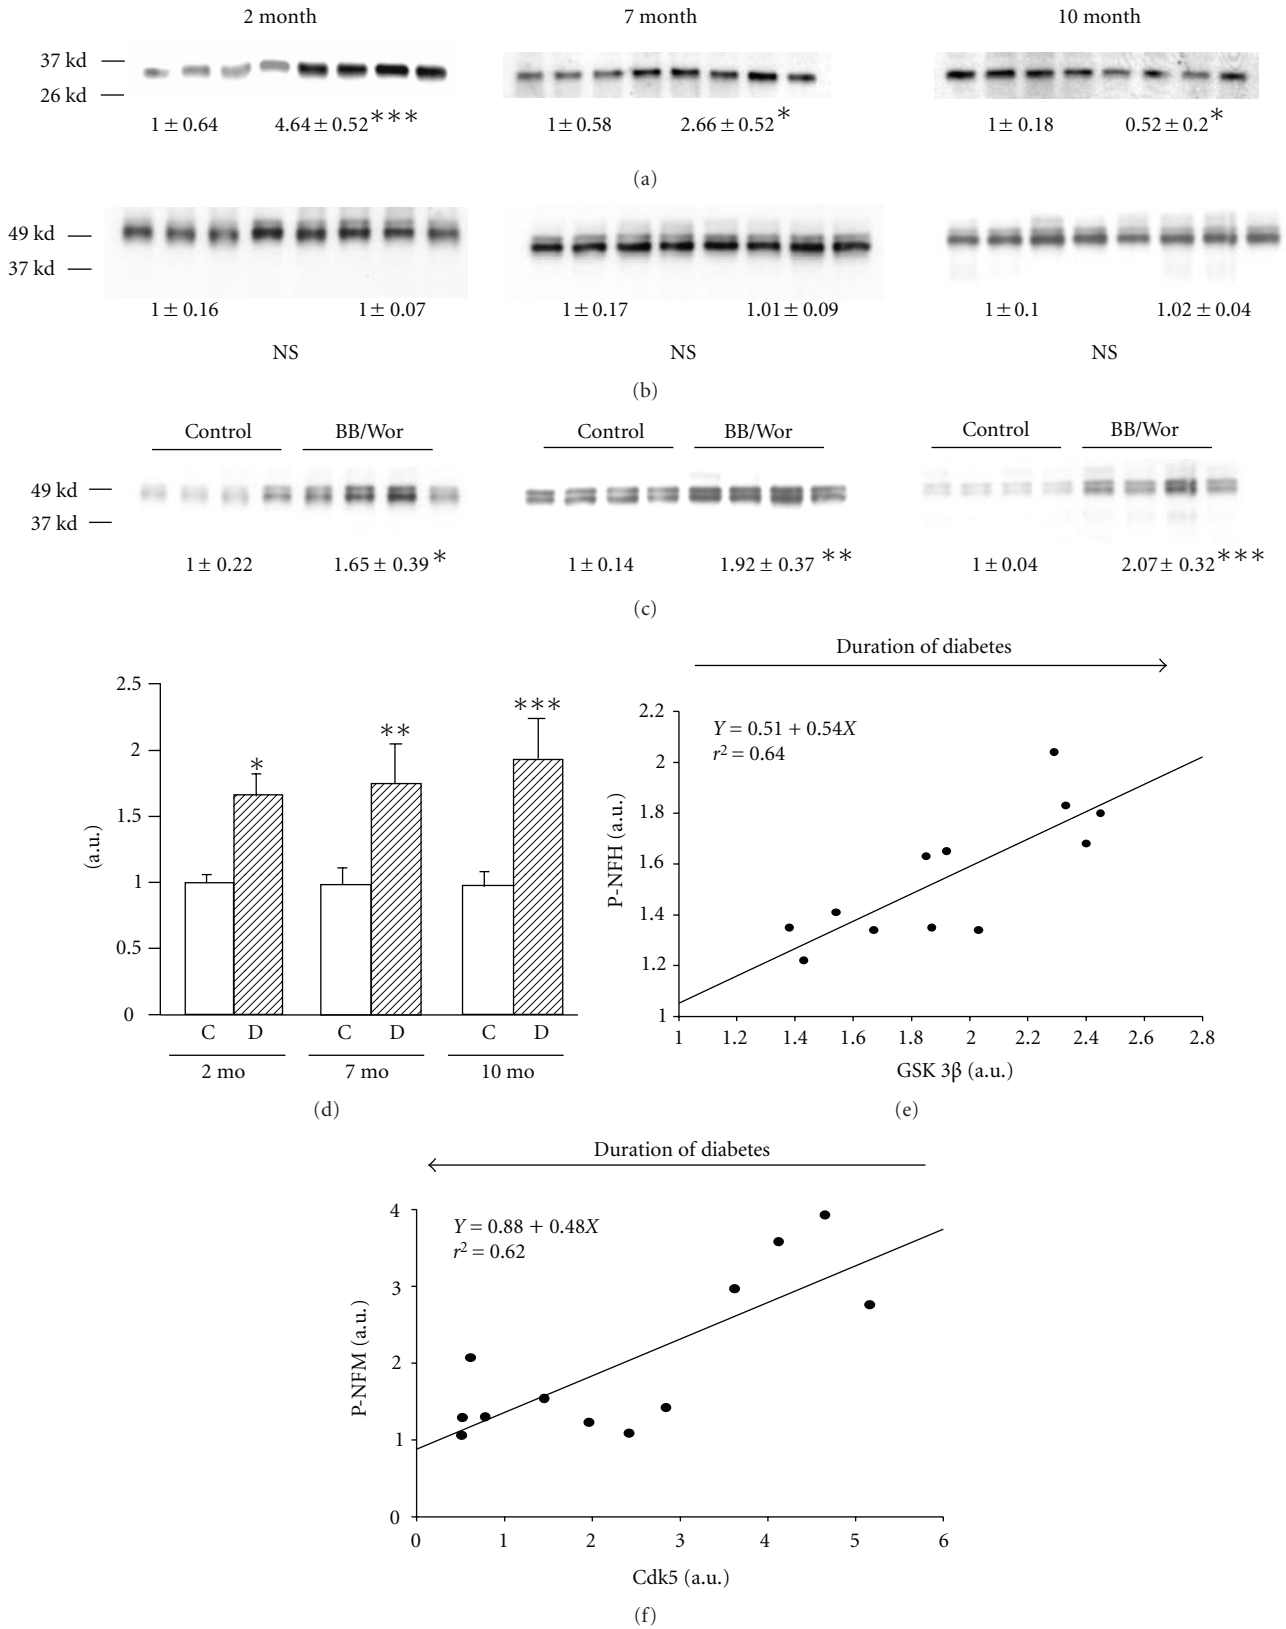 2 month 7 month 10 month
37 kd
26 kd
1 ± 0.64 4.64 ± 0.52*** 1 ± 0.58 2.66 ± 0.52* 1 ± 0.18 0.52 ± 0.2*
(a)
49 kd
37 kd
1 ± 0.16 1 ± 0.07 1 ± 0.17 1.01 ± 0.09 1 ± 0.1 1.02 ± 0.04
NS NS NS
(b)
Control BB/Wor Control BB/Wor Control BB/Wor
49 kd
37 kd
1 ± 0.22 1.65 ± 0.39* 1 ± 0.14 1.92 ± 0.37** 1 ± 0.04 2.07 ± 0.32***
(c)
2.5
2
1.5
1
0.5
0
(a.u.)
* ** ***
C D C D C D
2 mo 7 mo 10 mo
(d)
Duration of diabetes
Y = 0.51 + 0.54X
r² = 0.64
2.2
2
1.8
1.6
1.4
1.2
1
P-NFH (a.u.)
1 1.2 1.4 1.6 1.8 2 2.2 2.4 2.6 2.8
GSK 3β (a.u.)
(e)
Duration of diabetes
Y = 0.88 + 0.48X
r² = 0.62
4
3
2
1
0
P-NFM (a.u.)
0 1 2 3 4 5 6
Cdk5 (a.u.)
(f)